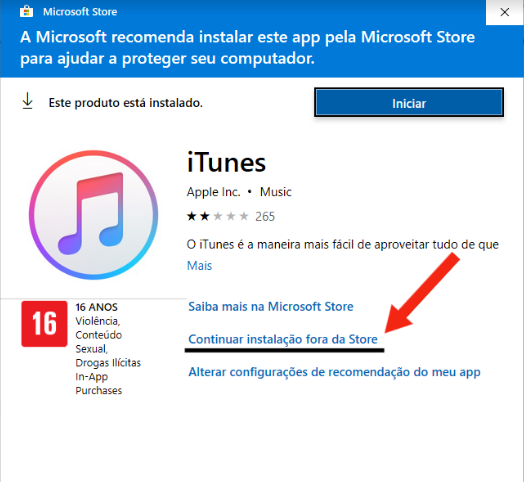 Microsoft Store
A Microsoft recomenda instalar este app pela Microsoft Store
para ajudar a proteger seu computador.
Este produto está instalado.
Iniciar
iTunes
Apple Inc. • Music
265
O iTunes é a maneira mais fácil de aproveitar tudo de que
Mais
16
16 ANOS
Violência,
Conteúdo
Sexual,
Drogas Ilícitas
In-App
Purchases
Saiba mais na Microsoft Store
Continuar instalação fora da Store
Alterar configurações de recomendação do meu app